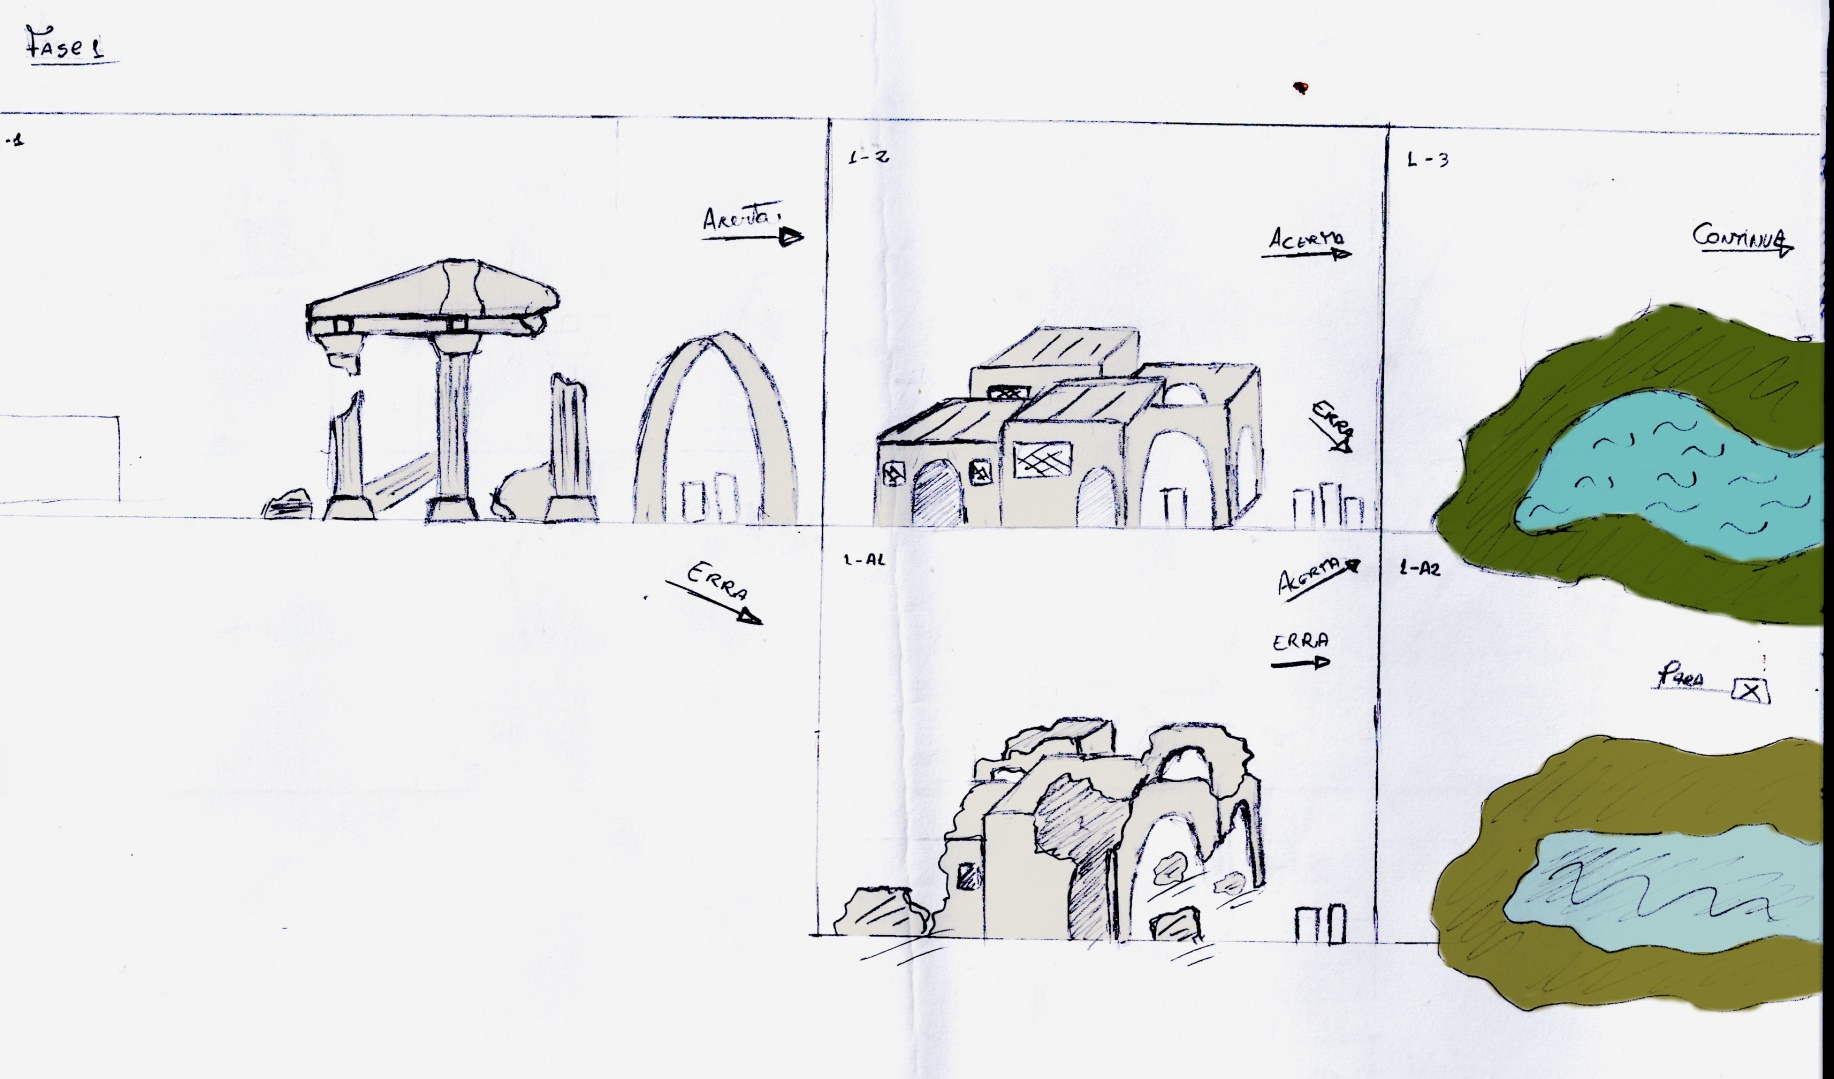 Fase 1
-1
1-2
L-3
Acerta
Acerta
Continua
Erra
1-A1
Acerta
1-A2
Erra
Erra
Para